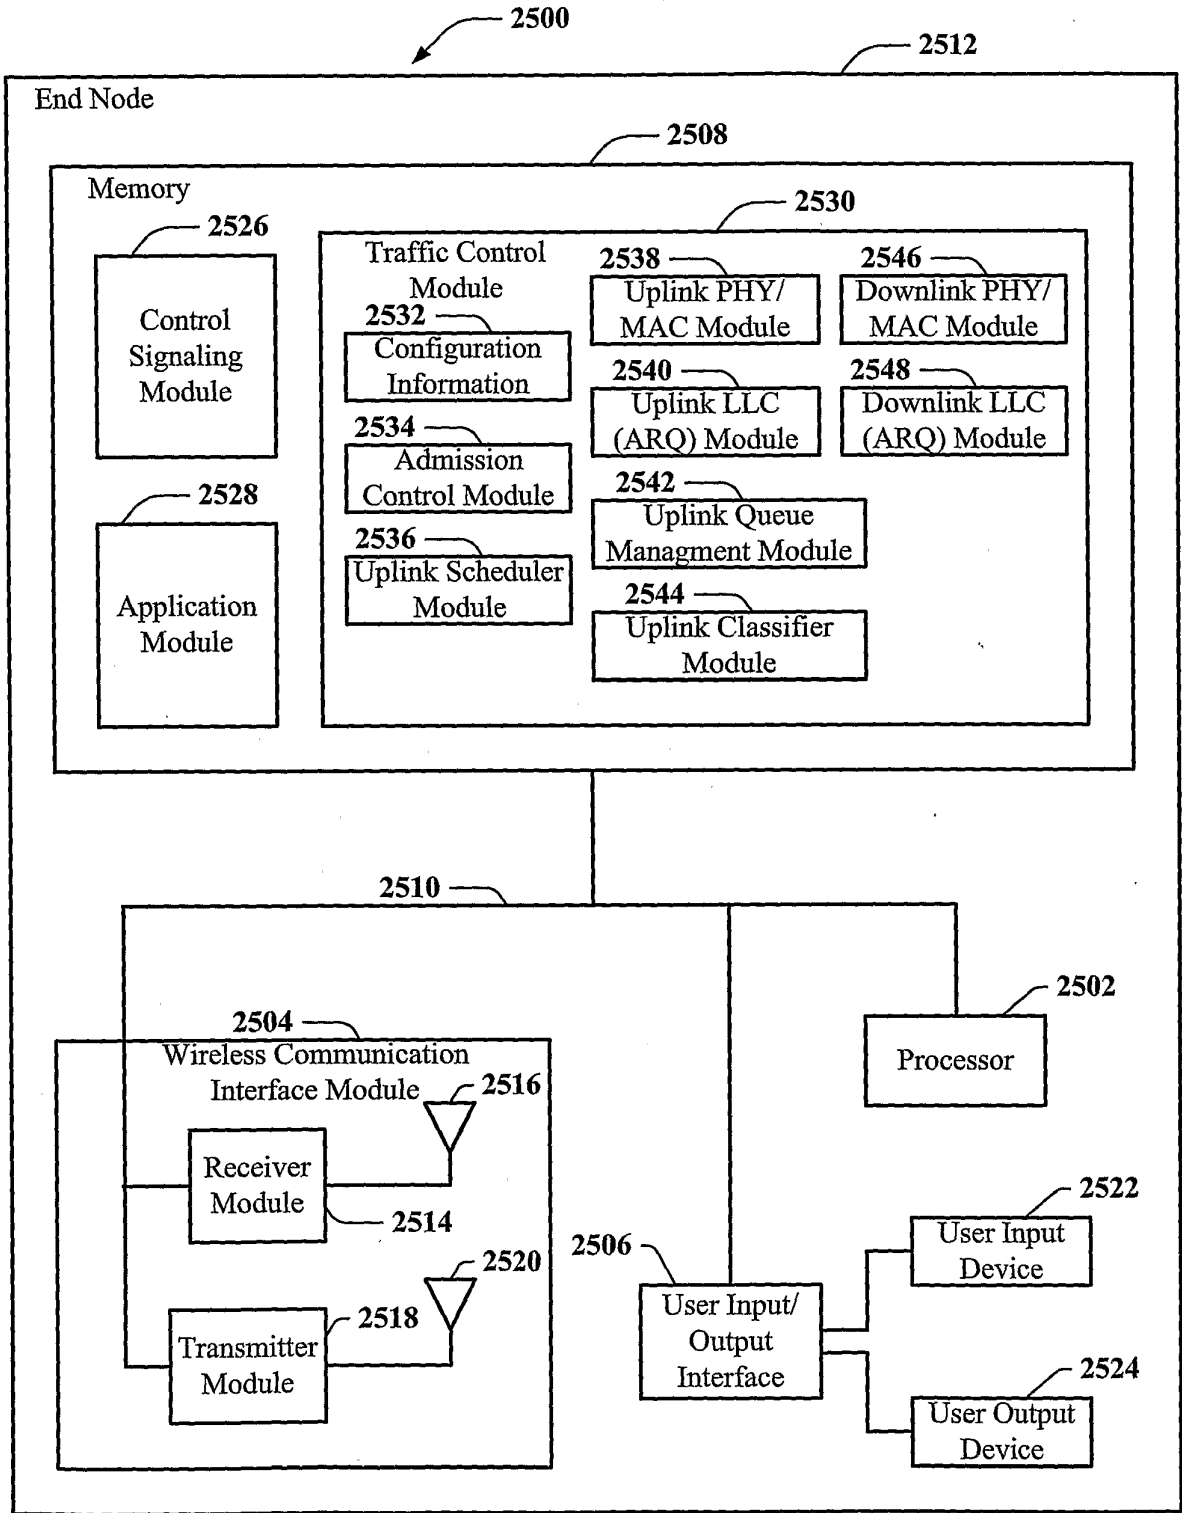 2500
2512
End Node
2508
Memory
2526
Control
Signaling
Module
2528
Application
Module
2530
Traffic Control
Module
2532
Configuration
Information
2534
Admission
Control Module
2536
Uplink Scheduler
Module
2538
Uplink PHY/
MAC Module
2540
Uplink LLC
(ARQ) Module
2542
Uplink Queue
Managment Module
2544
Uplink Classifier
Module
2546
Downlink PHY/
MAC Module
2548
Downlink LLC
(ARQ) Module
2510
2504
Wireless Communication
Interface Module
2516
Receiver
Module
2514
2520
Transmitter
Module
2518
2502
Processor
2506
User Input/
Output
Interface
2522
User Input
Device
2524
User Output
Device